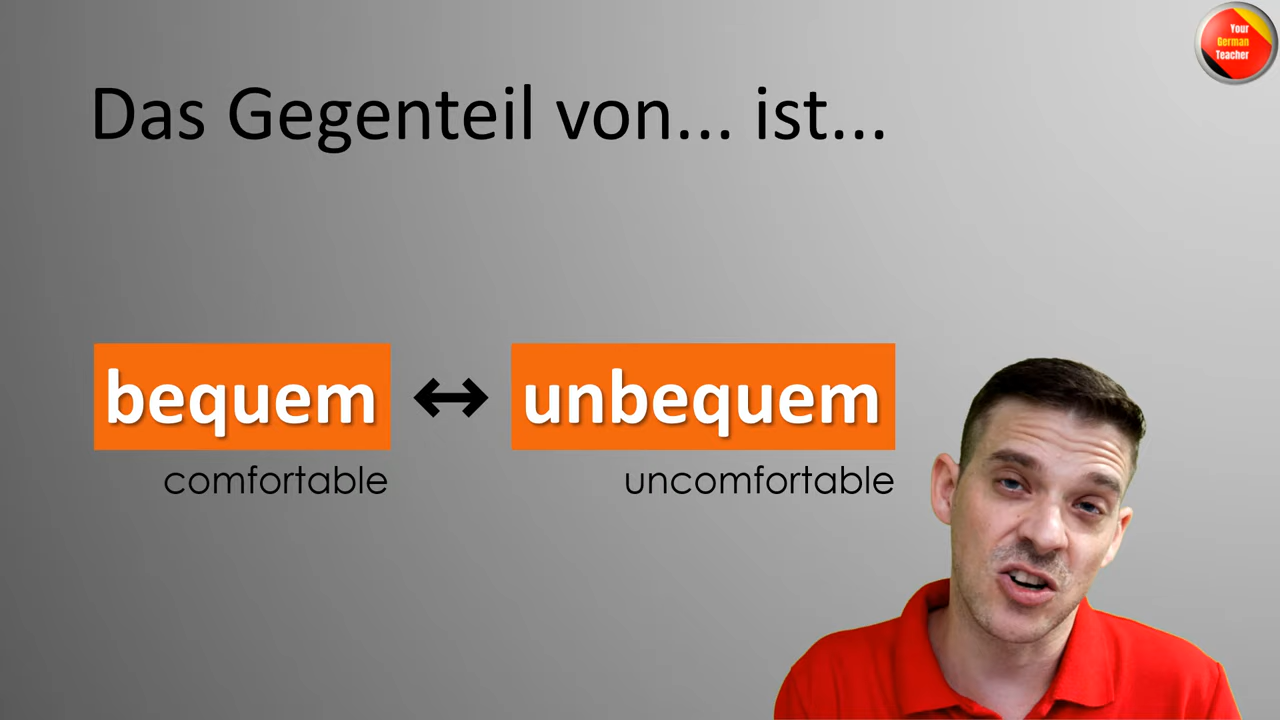 Your
German
Teacher
Das Gegenteil von... ist...
bequem ↔ unbequem
comfortable uncomfortable